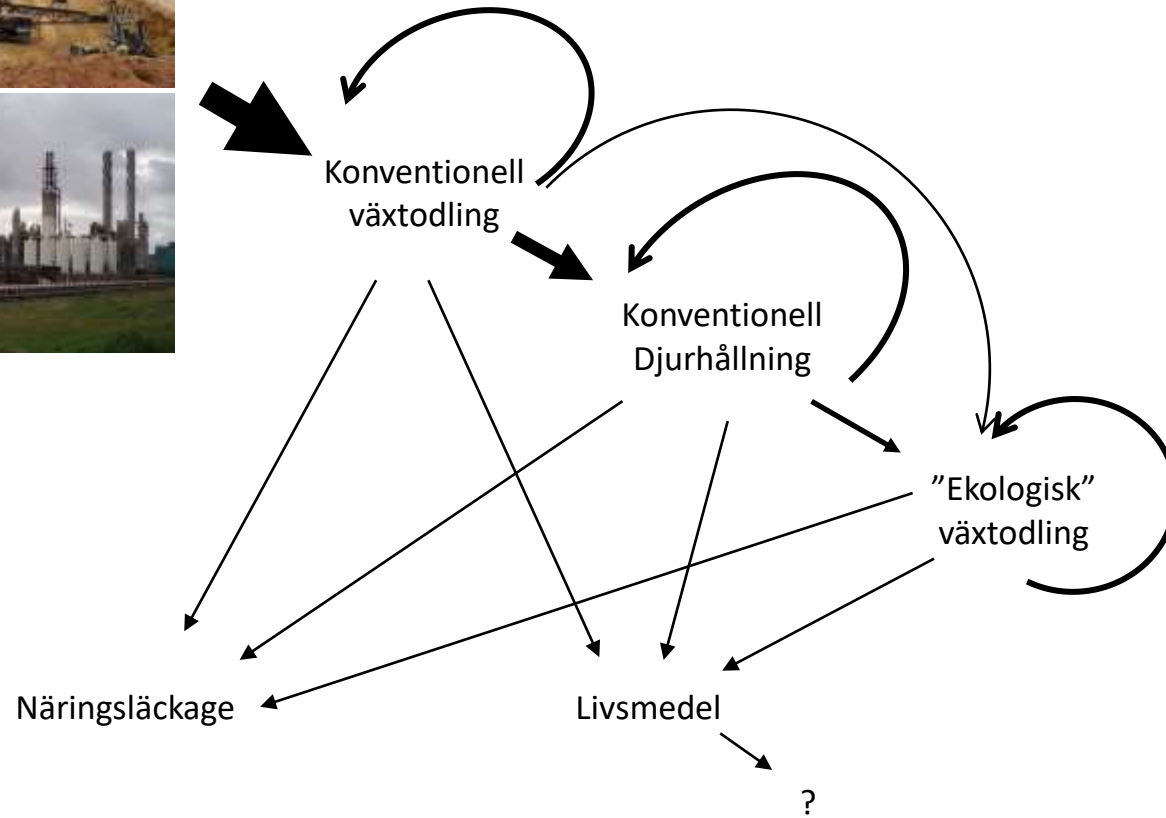 Konventionell
växtodling
Konventionell
Djurhållning
”Ekologisk”
växtodling
Näringsläckage
Livsmedel
?